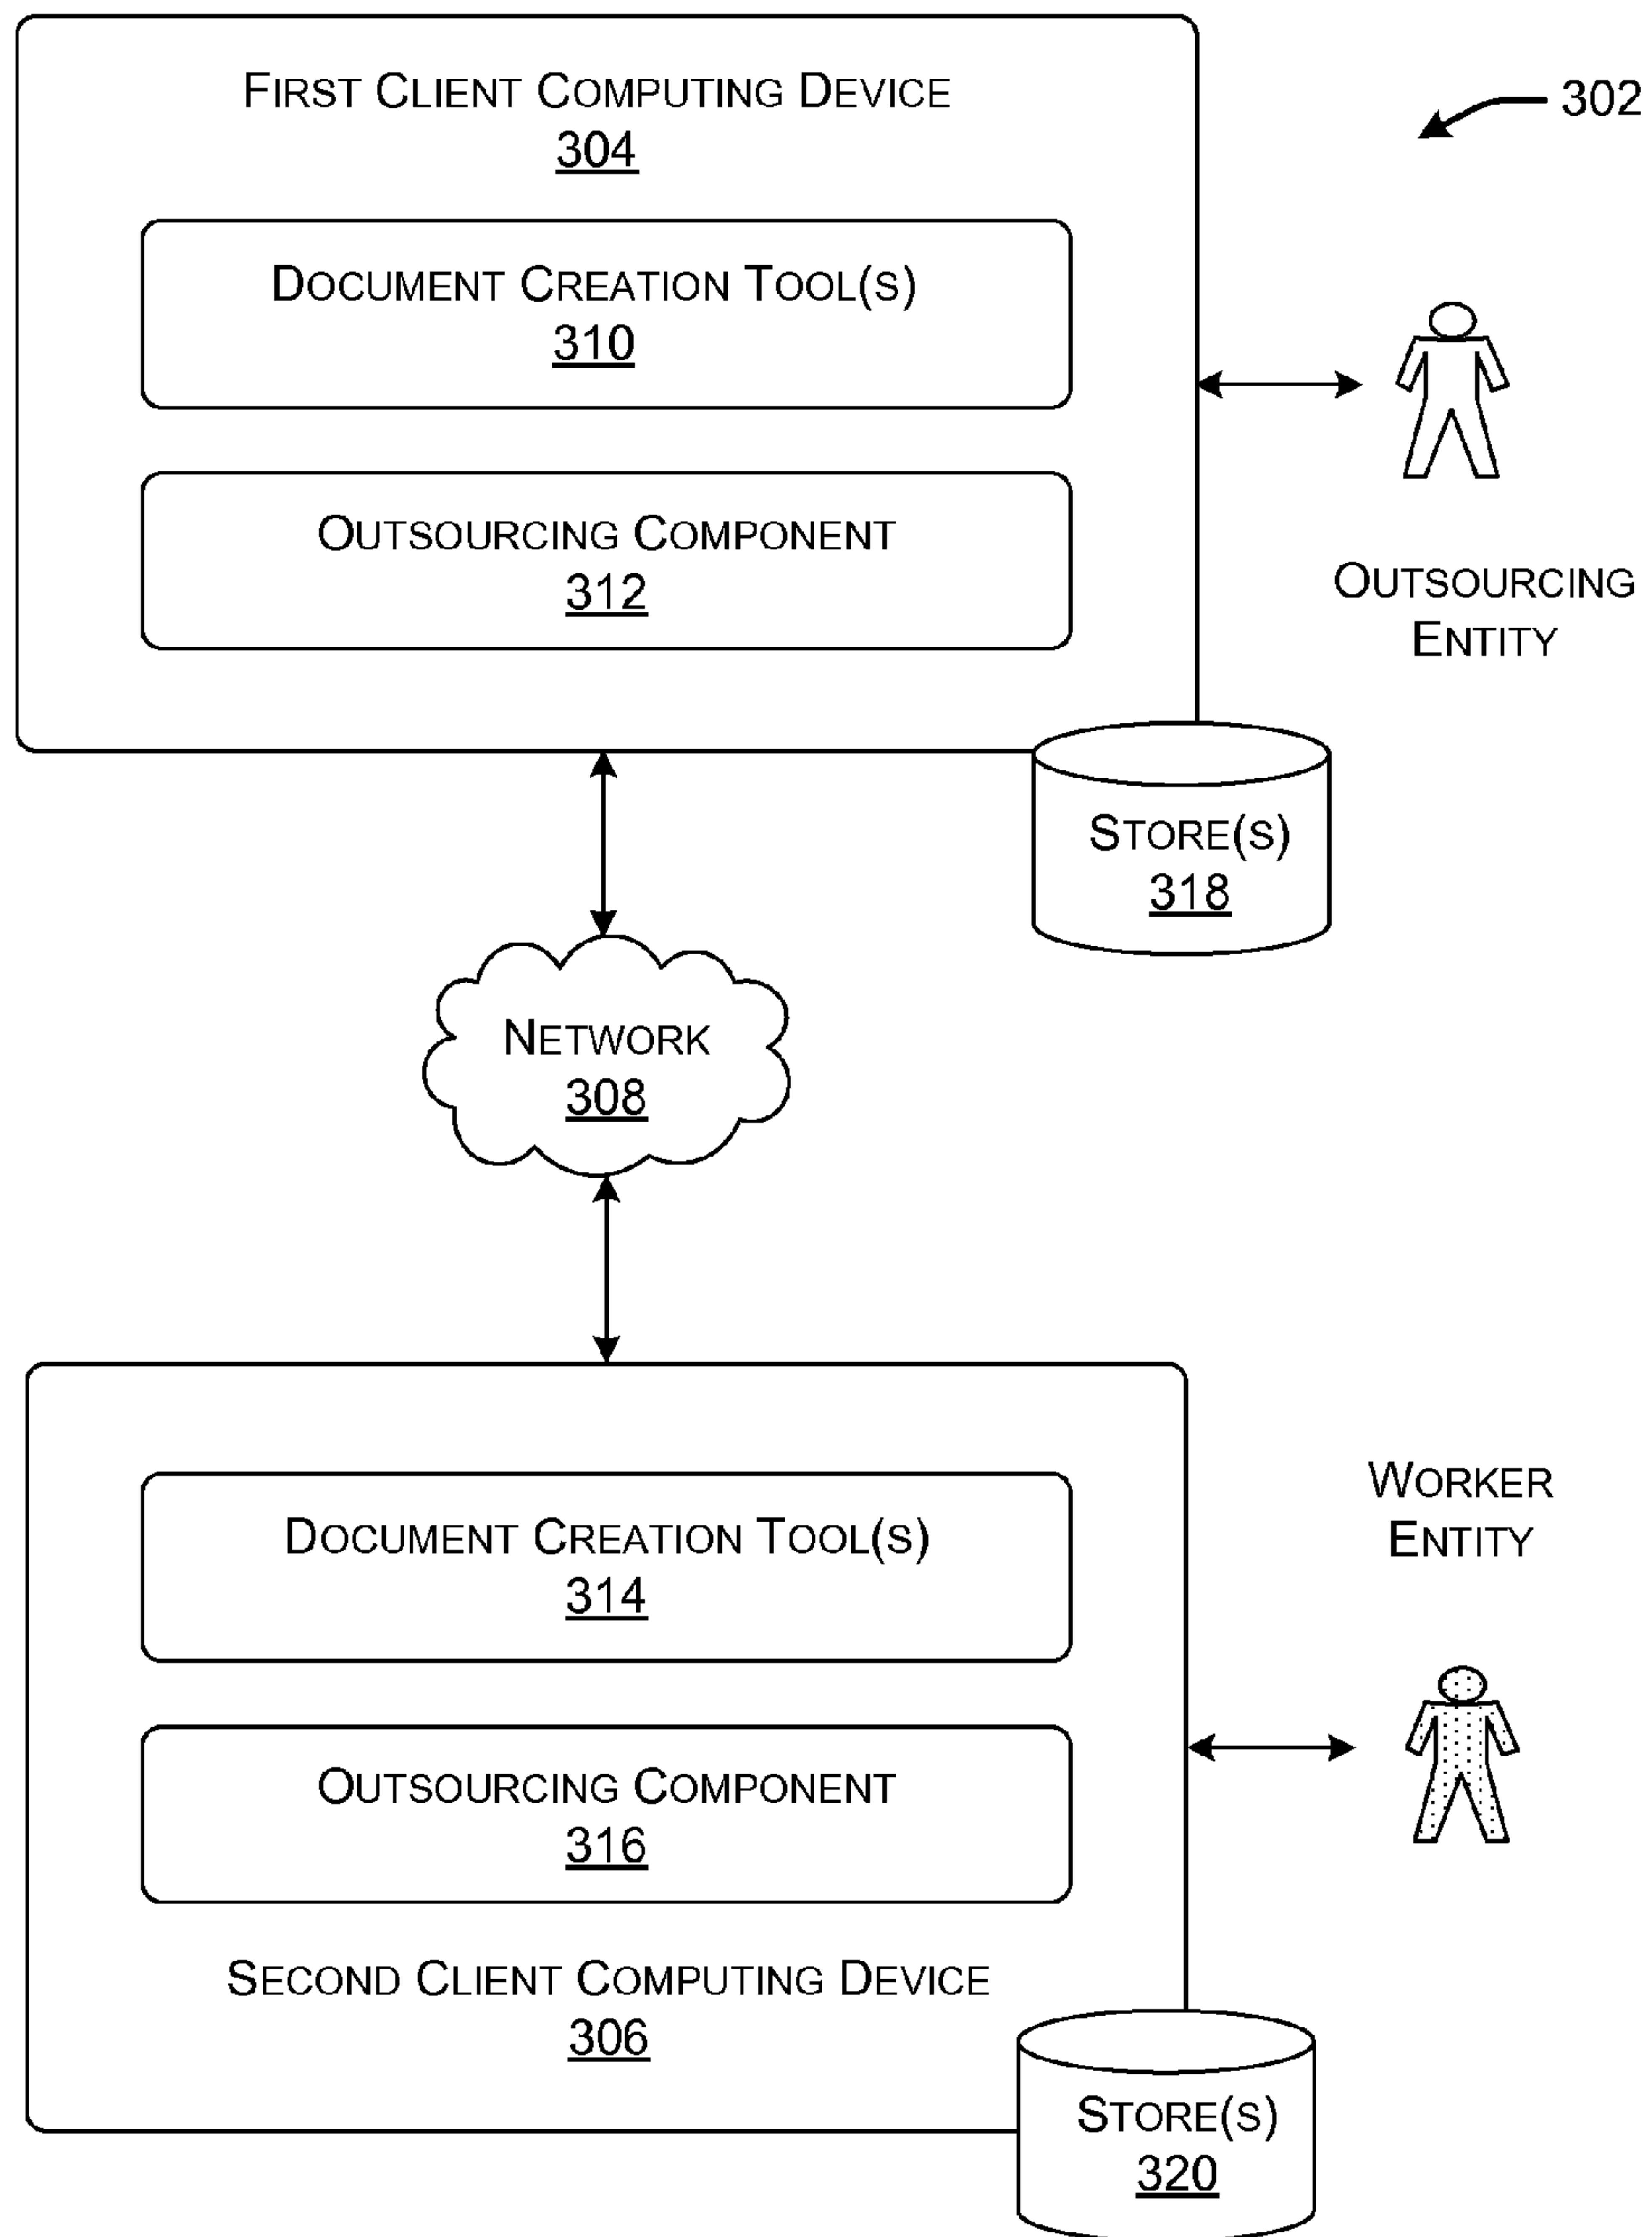 First Client Computing Device
304
302
Document Creation Tool(s)
310
Outsourcing Component
312
Outsourcing
Entity
Store(s)
318
Network
308
Worker
Entity
Document Creation Tool(s)
314
Outsourcing Component
316
Second Client Computing Device
306
Store(s)
320